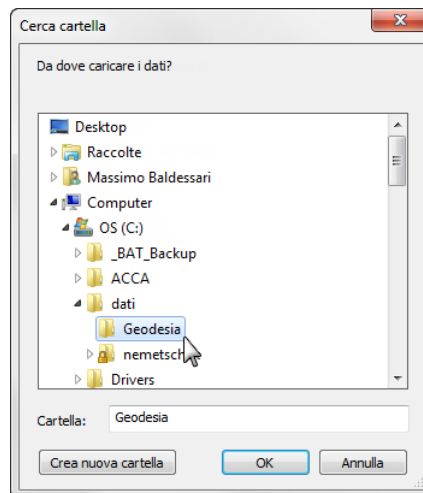 Cerca cartella
Da dove caricare i dati?
Desktop
Raccolte
Massimo Baldessari
Computer
OS (C:)
_BAT_Backup
ACCA
dati
Geodesia
nemetsch
Drivers
Cartella: Geodesia
Crea nuova cartella OK Annulla